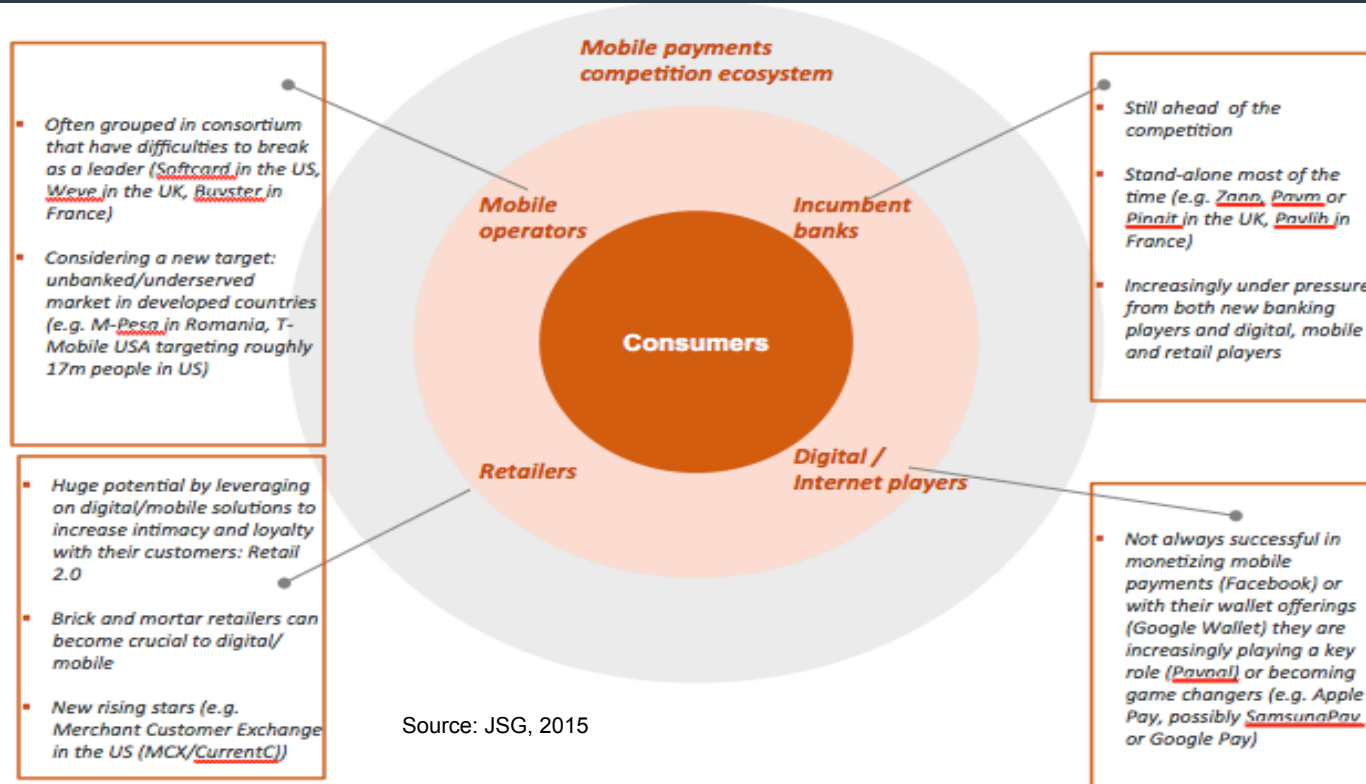 Mobile payments
competition ecosystem
Often grouped in consortium
that have difficulties to break
as a leader (Softcard in the US,
Weve in the UK, Buyster in
France)
Considering a new target:
unbanked/underserved
market in developed countries
(e.g. M-Pesa in Romania, T-
Mobile USA targeting roughly
17m people in US)
Still ahead of the
competition
Stand-alone most of the
time (e.g. Zapp, Paym or
Pingit in the UK, Paylib in
France)
Increasingly under pressure
from both new banking
players and digital, mobile
and retail players
Mobile
operators
Incumbent
banks
Consumers
Retailers
Digital /
Internet players
Huge potential by leveraging
on digital/mobile solutions to
increase intimacy and loyalty
with their customers: Retail
2.0
Brick and mortar retailers can
become crucial to digital/
mobile
New rising stars (e.g.
Merchant Customer Exchange
in the US (MCX/CurrentC))
Not always successful in
monetizing mobile
payments (Facebook) or
with their wallet offerings
(Google Wallet) they are
increasingly playing a key
role (Paypal) or becoming
game changers (e.g. Apple
Pay, possibly SamsungPay
or Google Pay)
Source: JSG, 2015